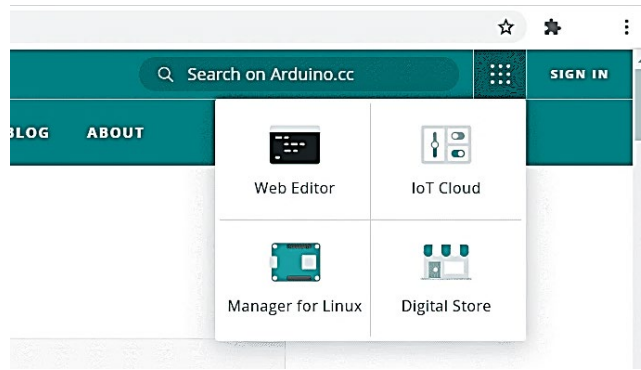 Search on Arduino.cc
SIGN IN
BLOG ABOUT
Web Editor
IoT Cloud
Manager for Linux
Digital Store